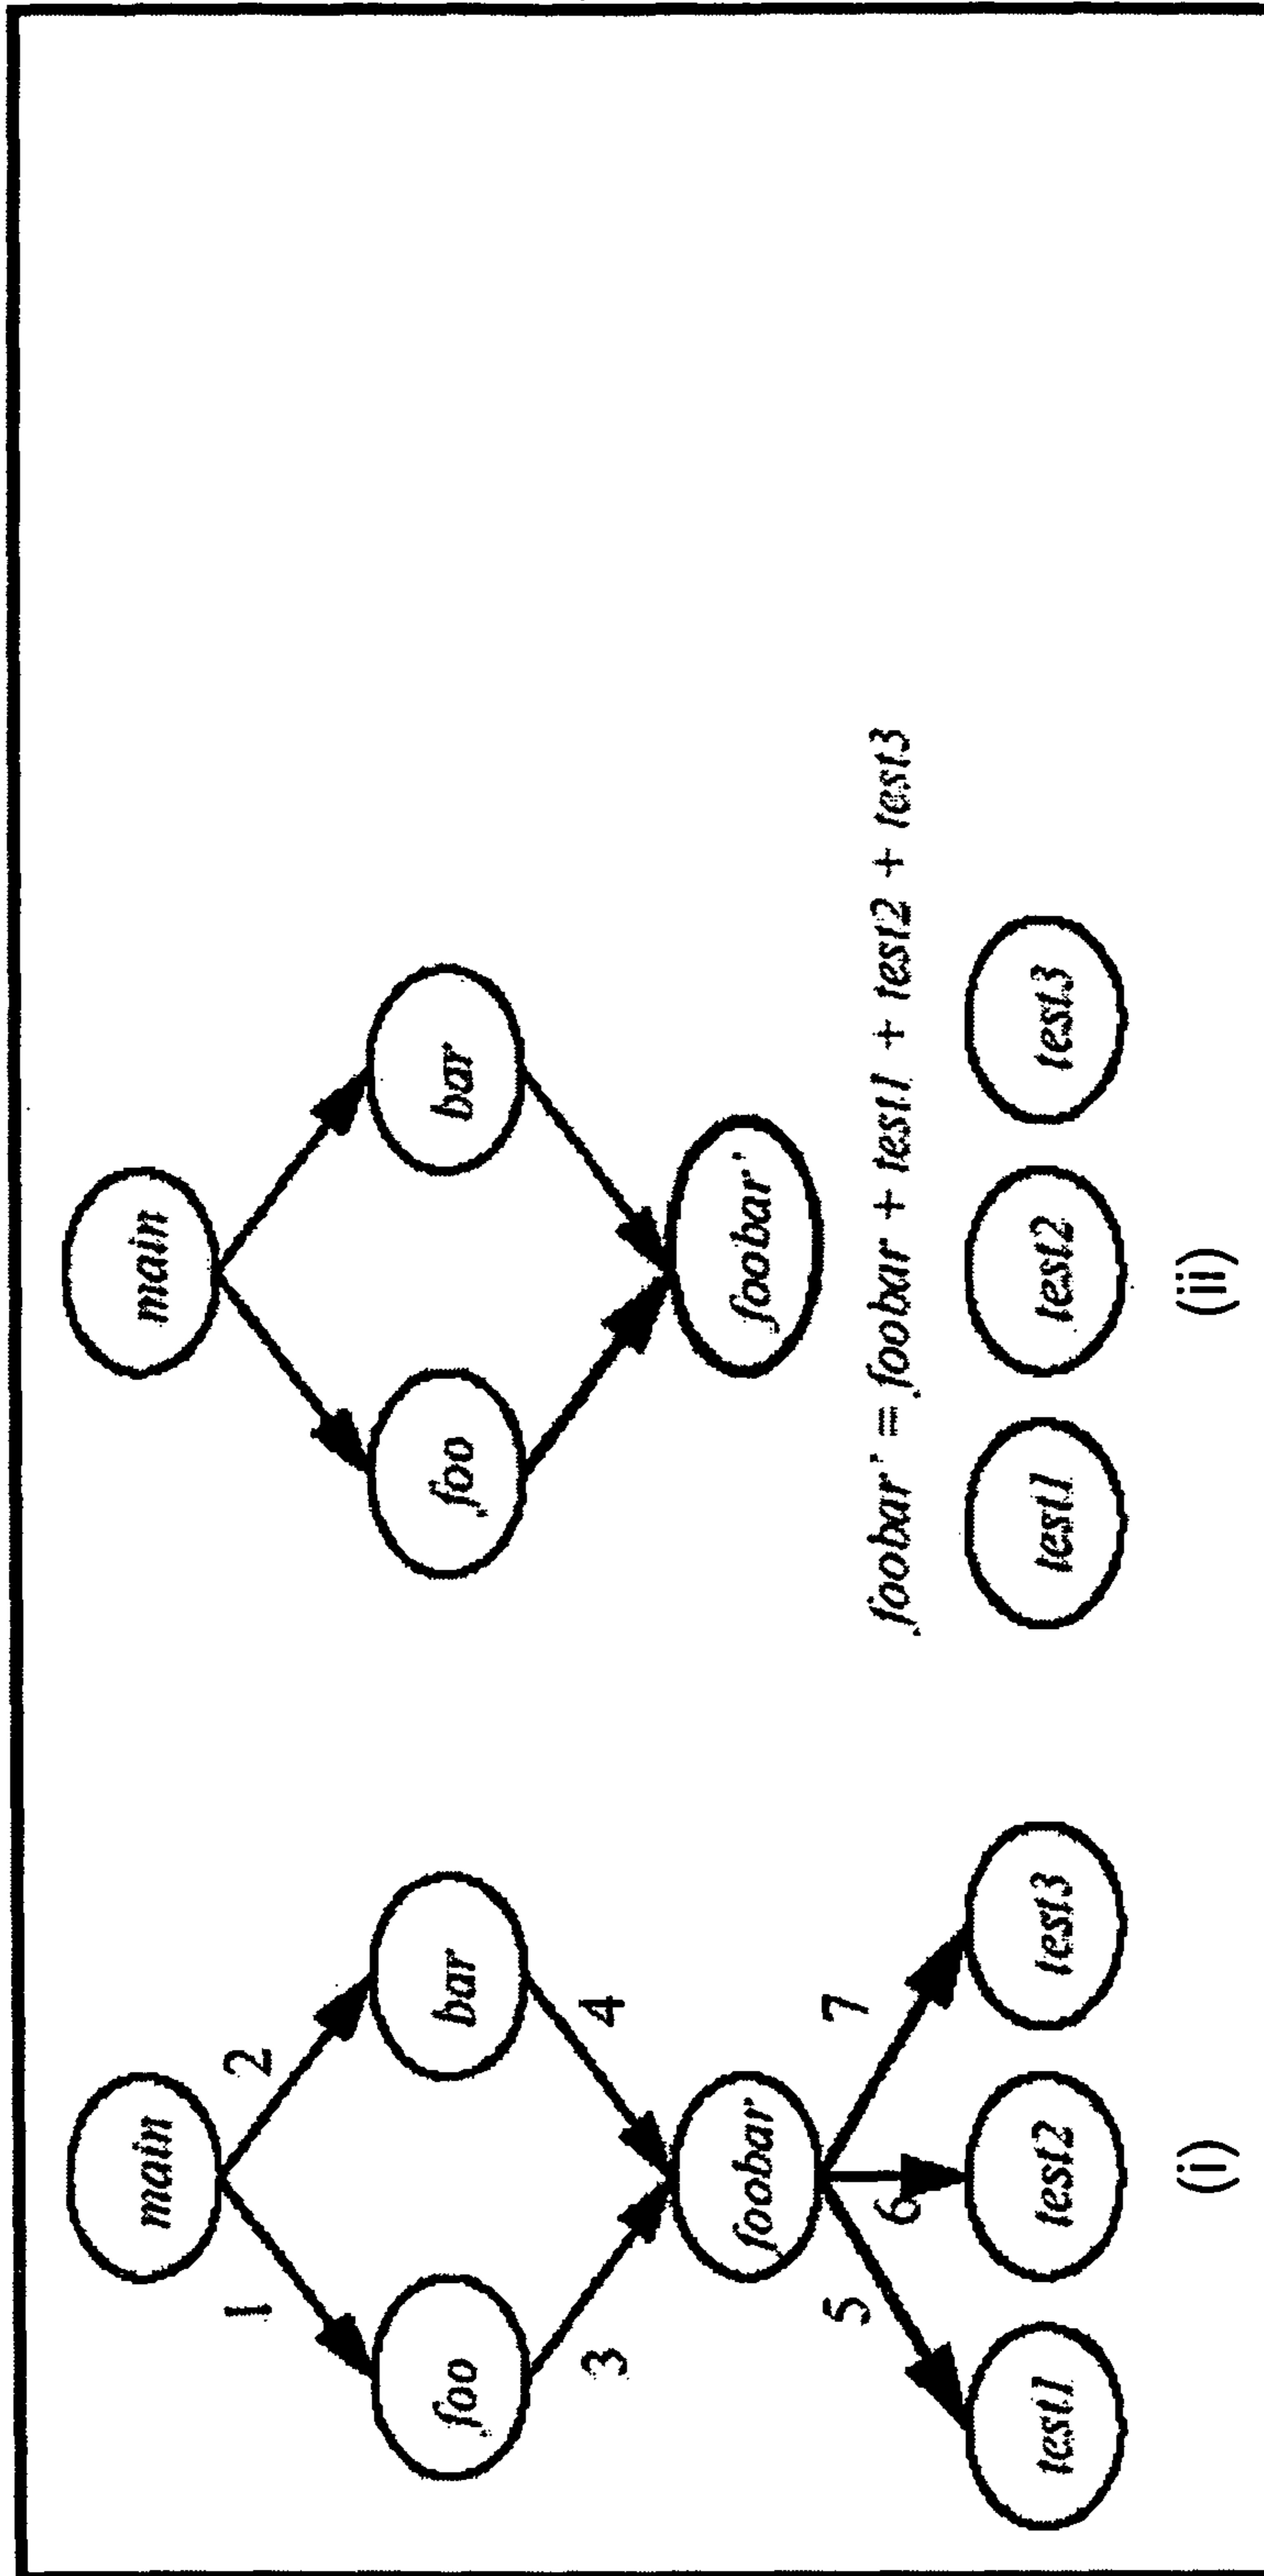 main
1
2
foo
bar
3
4
foobar
5
6
7
test1
test2
test3
(i)
main
foo
bar
foobar'
foobar' = foobar + test1 + test2 + test3
test1
test2
test3
(ii)